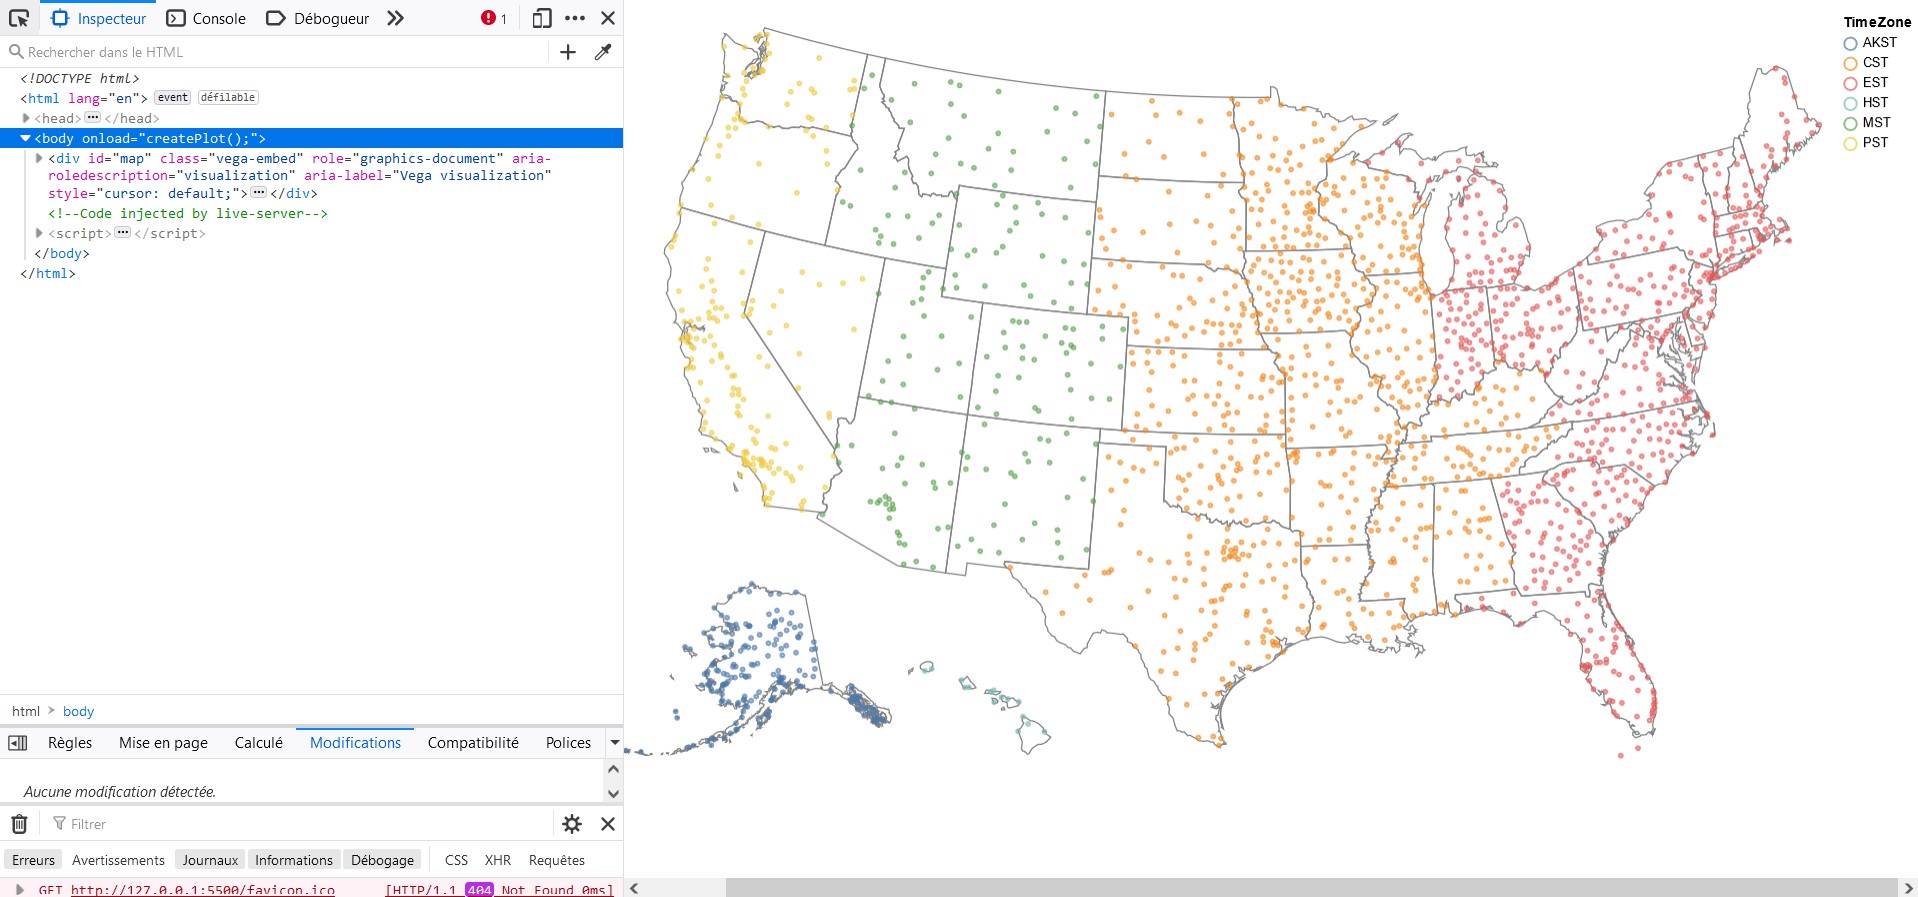 Inspecteur Console Débogueur 1
Rechercher dans le HTML
<!DOCTYPE html>
<html lang="en"> event défilable
<head> ··· </head>
<body onload="createPlot();">
<div id="map" class="vega-embed" role="graphics-document" aria-
roledescription="visualization" aria-label="Vega visualization"
style="cursor: default;"> ··· </div>
<!--Code injected by live-server-->
<script> ··· </script>
</body>
</html>
html > body
Règles Mise en page Calculé Modifications Compatibilité Polices
Aucune modification détectée.
Filtrer
Erreurs Avertissements Journaux Informations Débogage CSS XHR Requêtes
GET http://127.0.0.1:5500/favicon.ico [HTTP/1.1 404 Not Found 0ms]
TimeZone
AKST
CST
EST
HST
MST
PST